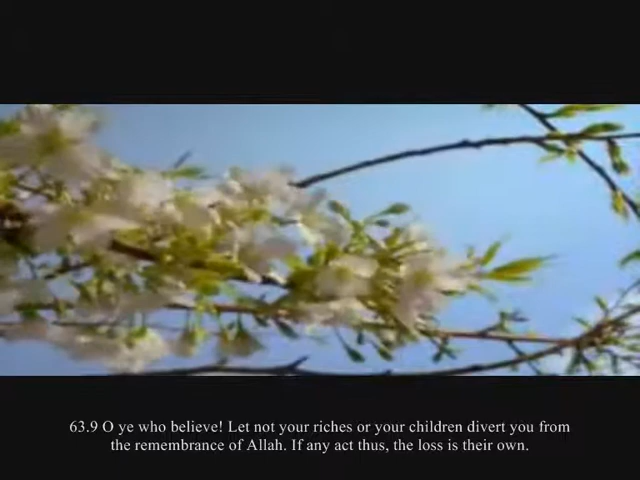 63.9 O ye who believe! Let not your riches or your children divert you from
the remembrance of Allah. If any act thus, the loss is their own.